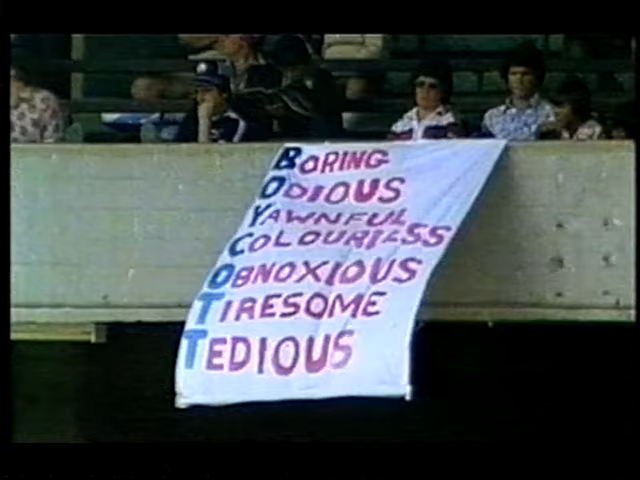 BORING
ODIOUS
YAWNFUL
COLOURLESS
OBNOXIOUS
TIRESOME
TEDIOUS